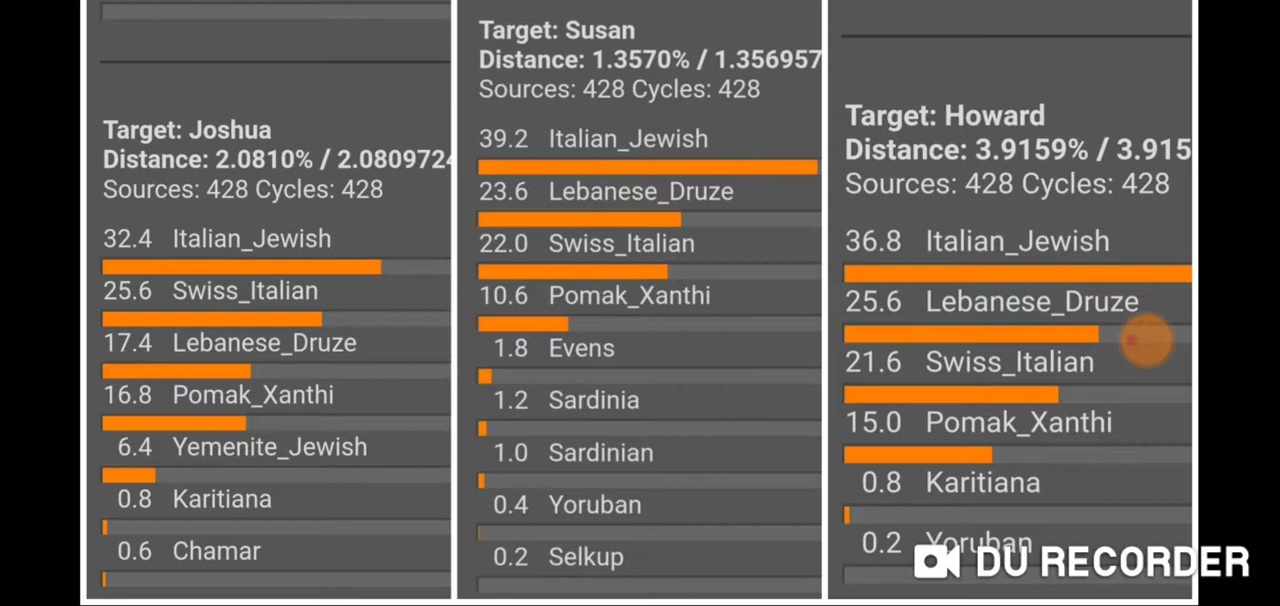 Target: Joshua
Distance: 2.0810% / 2.0809724
Sources: 428 Cycles: 428
32.4 Italian_Jewish
25.6 Swiss_Italian
17.4 Lebanese_Druze
16.8 Pomak_Xanthi
6.4 Yemenite_Jewish
0.8 Karitiana
0.6 Chamar
Target: Susan
Distance: 1.3570% / 1.356957
Sources: 428 Cycles: 428
39.2 Italian_Jewish
23.6 Lebanese_Druze
22.0 Swiss_Italian
10.6 Pomak_Xanthi
1.8 Evens
1.2 Sardinia
1.0 Sardinian
0.4 Yoruban
0.2 Selkup
Target: Howard
Distance: 3.9159% / 3.915
Sources: 428 Cycles: 428
36.8 Italian_Jewish
25.6 Lebanese_Druze
21.6 Swiss_Italian
15.0 Pomak_Xanthi
0.8 Karitiana
0.2 Yoruban
DU RECORDER